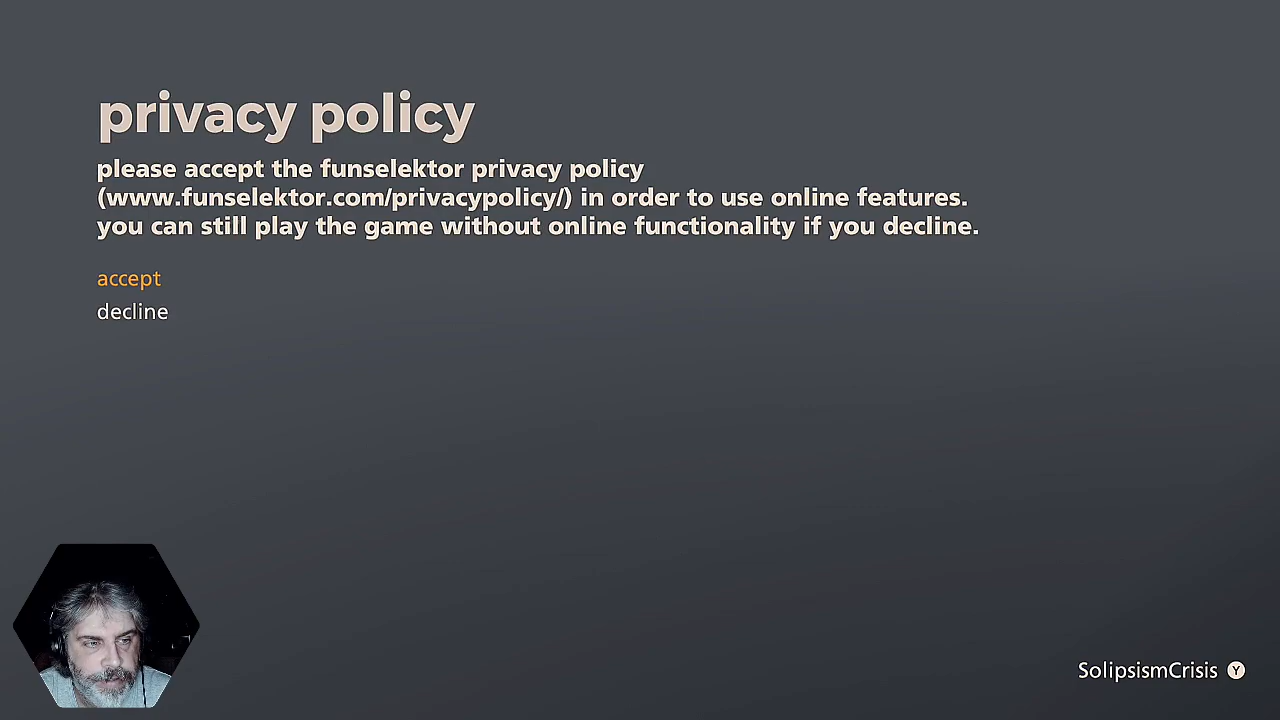 privacy policy
please accept the funselektor privacy policy
(www.funselektor.com/privacypolicy/) in order to use online features.
you can still play the game without online functionality if you decline.
accept
decline
SolipsismCrisis Y